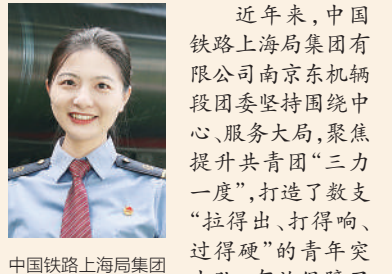 近年来,中国
铁路上海局集团有
限公司南京东机辆
段团委坚持围绕中
心、服务大局,聚焦
提升共青团“三力
一度”,打造了数支
“拉得出、打得响、
过得硬”的青年突
中国铁路上海局集团